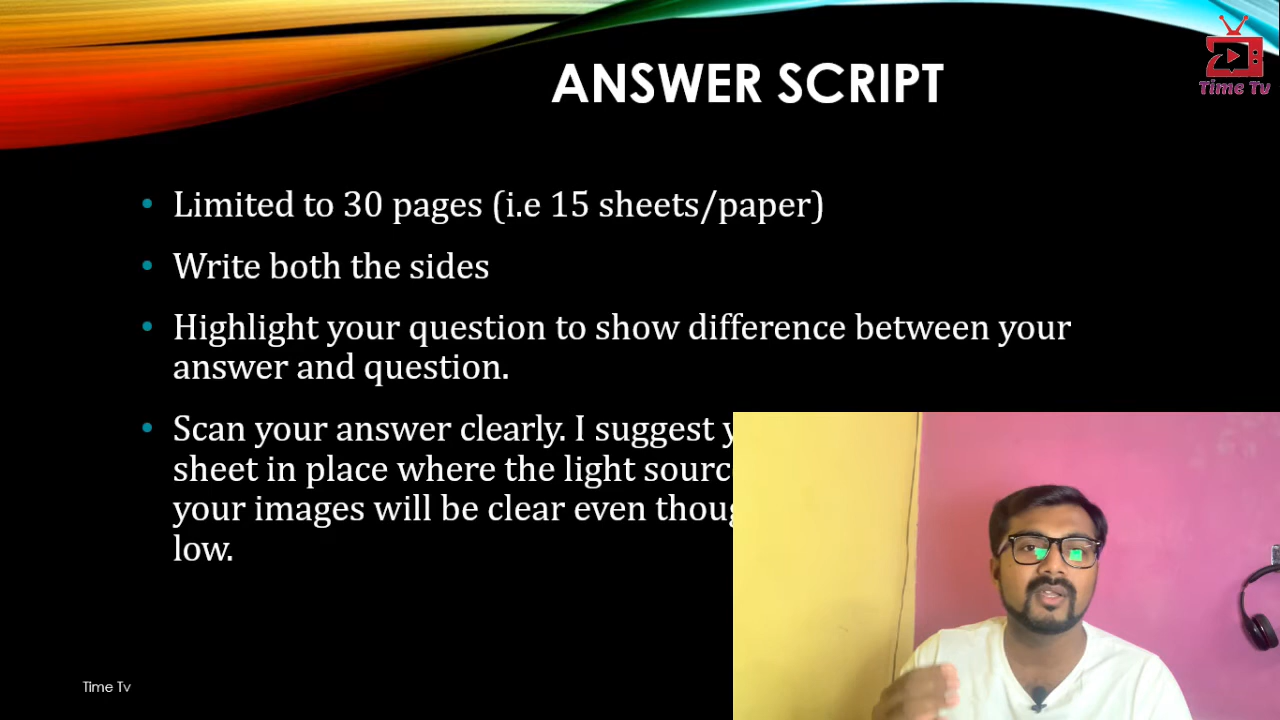 ANSWER SCRIPT
Time Tv
• Limited to 30 pages (i.e 15 sheets/paper)
• Write both the sides
• Highlight your question to show difference between your
answer and question.
• Scan your answer clearly. I suggest
sheet in place where the light
your images will be clear even
low.
Time Tv